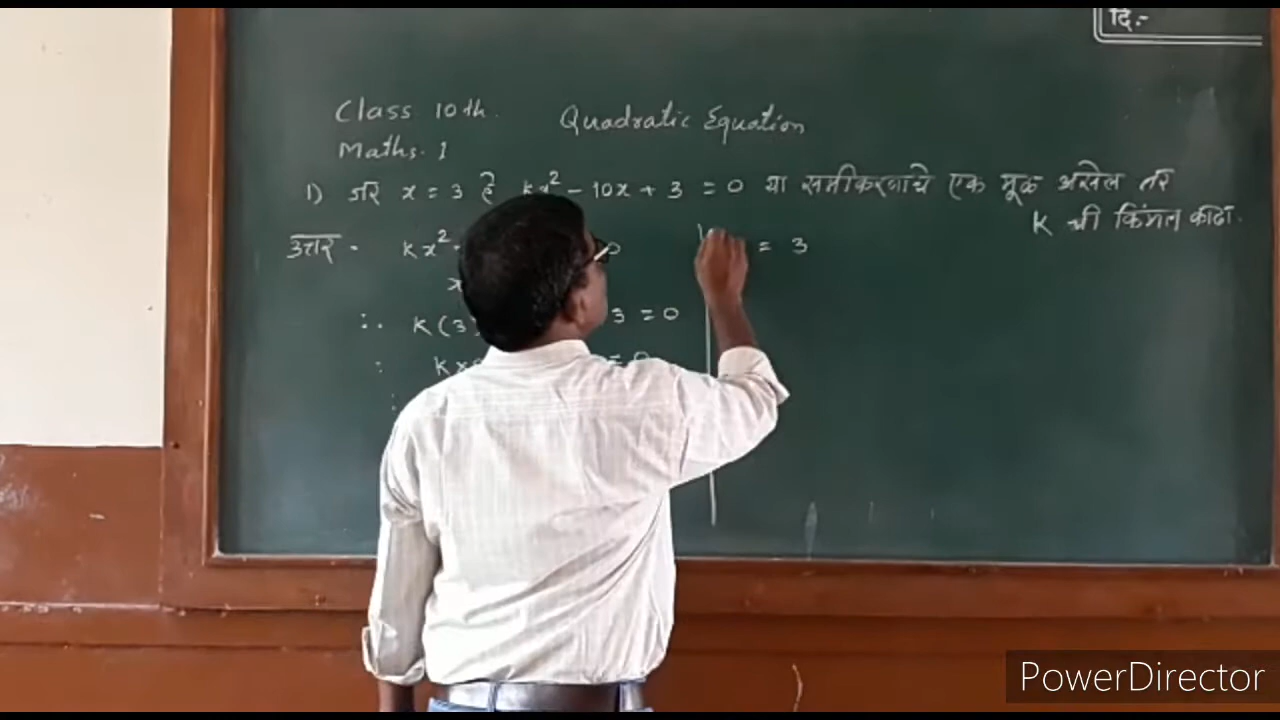 दि.-
Class 10th. Quadratic Equation
Maths. 1
1) जर x = 3 हे kx² - 10x + 3 = 0 या समीकरणाचे एक मूळ असेल तर
K ची किंमत काढा.
उत्तर - kx² 0 = 3
x
∴ K(3) 3 = 0
: Kx = 0
PowerDirector